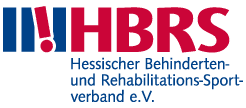 HBRS
Hessischer Behinderten-
und Rehabilitations-Sport-
verband e.V.